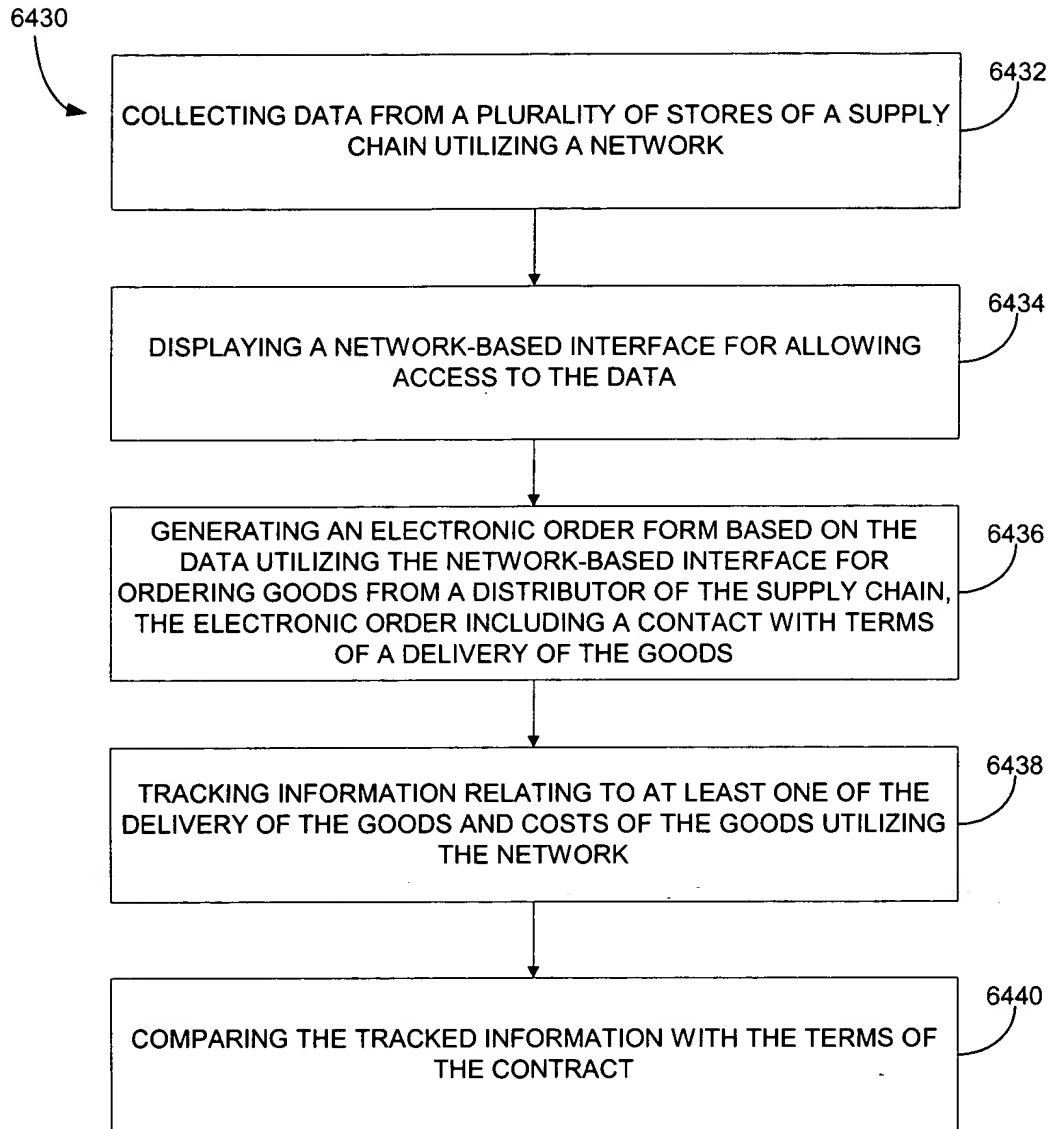 6430
6432
COLLECTING DATA FROM A PLURALITY OF STORES OF A SUPPLY
CHAIN UTILIZING A NETWORK
6434
DISPLAYING A NETWORK-BASED INTERFACE FOR ALLOWING
ACCESS TO THE DATA
6436
GENERATING AN ELECTRONIC ORDER FORM BASED ON THE
DATA UTILIZING THE NETWORK-BASED INTERFACE FOR
ORDERING GOODS FROM A DISTRIBUTOR OF THE SUPPLY CHAIN,
THE ELECTRONIC ORDER INCLUDING A CONTACT WITH TERMS
OF A DELIVERY OF THE GOODS
6438
TRACKING INFORMATION RELATING TO AT LEAST ONE OF THE
DELIVERY OF THE GOODS AND COSTS OF THE GOODS UTILIZING
THE NETWORK
6440
COMPARING THE TRACKED INFORMATION WITH THE TERMS OF
THE CONTRACT